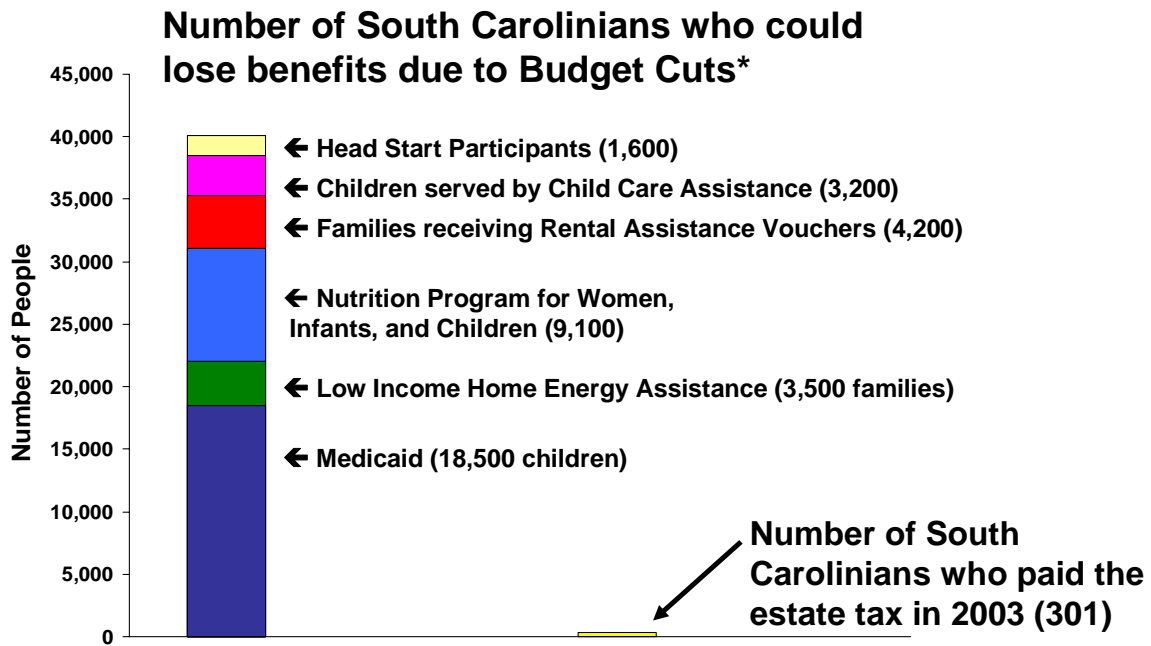 Number of South Carolinians who could
lose benefits due to Budget Cuts*
Number of People
45,000
40,000
35,000
30,000
25,000
20,000
15,000
10,000
5,000
0
← Head Start Participants (1,600)
← Children served by Child Care Assistance (3,200)
← Families receiving Rental Assistance Vouchers (4,200)
← Nutrition Program for Women,
Infants, and Children (9,100)
← Low Income Home Energy Assistance (3,500 families)
← Medicaid (18,500 children)
Number of South
Carolinians who paid the
estate tax in 2003 (301)